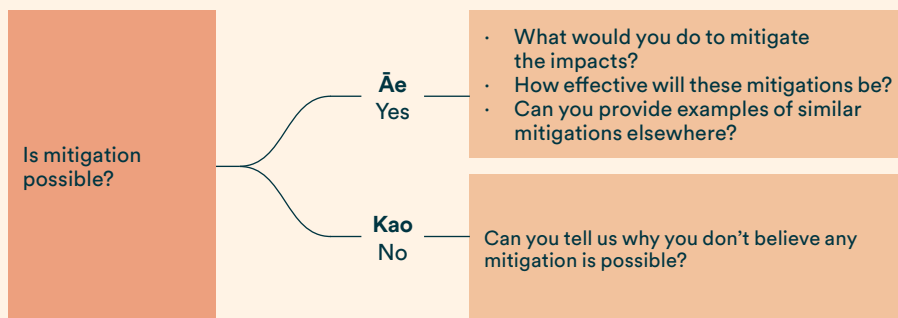 Is mitigation
possible?
Āe
Yes
· What would you do to mitigate
the impacts?
· How effective will these mitigations be?
· Can you provide examples of similar
mitigations elsewhere?
Kao
No
Can you tell us why you don’t believe any
mitigation is possible?